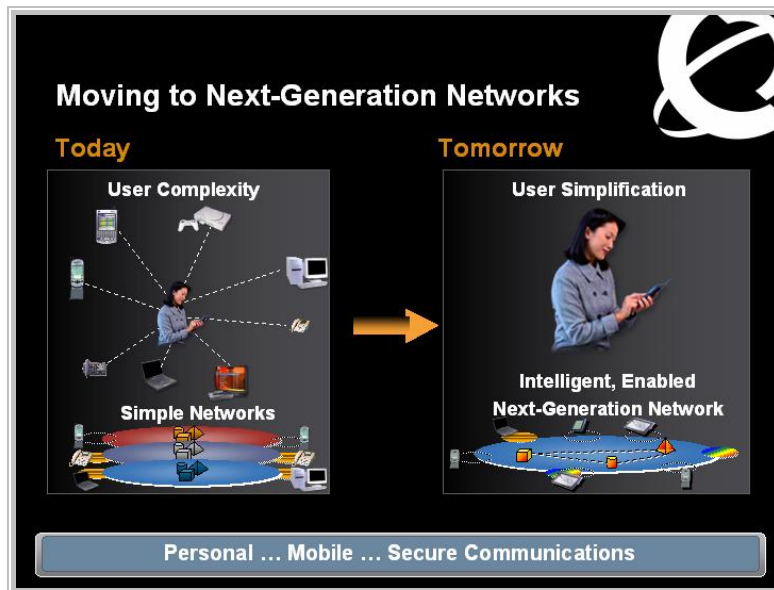 Moving to Next-Generation Networks
Today
Tomorrow
User Complexity
Simple Networks
User Simplification
Intelligent, Enabled
Next-Generation Network
Personal … Mobile … Secure Communications